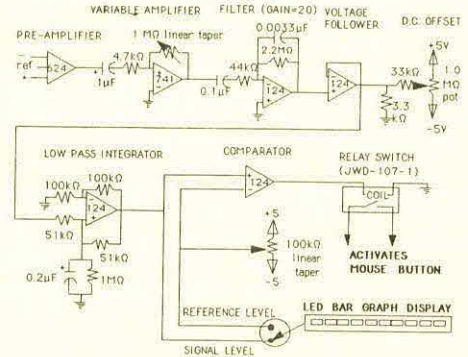 VARIABLE AMPLIFIER
FILTER (GAIN=20)
VOLTAGE
FOLLOWER
D.C. OFFSET
PRE-AMPLIFIER
1 MΩ linear taper
0.0033µF
2.2MΩ
+5V
ref
624
4.7kΩ
1µF
741
44kΩ
0.1µF
124
124
33kΩ
1.0
MΩ
pot
3.3
kΩ
-5V
LOW PASS INTEGRATOR
COMPARATOR
RELAY SWITCH
(JWD-107-1)
100kΩ
100kΩ
124
124
COIL
51kΩ
51kΩ
0.2µF
1MΩ
+5
100kΩ
linear
taper
-5
ACTIVATES
MOUSE BUTTON
REFERENCE LEVEL
LED BAR GRAPH DISPLAY
SIGNAL LEVEL